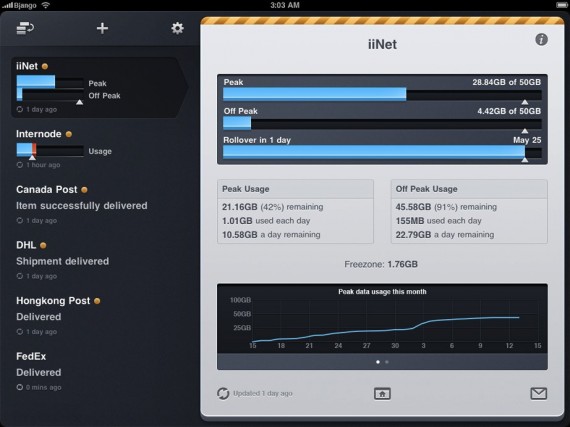 Bjango
3:03 AM
iiNet
Peak
Off Peak
1 day ago
Internode
Usage
1 hour ago
Canada Post
Item successfully delivered
1 day ago
DHL
Shipment delivered
1 day ago
Hongkong Post
Delivered
1 day ago
FedEx
Delivered
0 mins ago
iiNet
Peak 28.84GB of 50GB
Off Peak 4.42GB of 50GB
Rollover in 1 day May 25
Peak Usage
21.16GB (42%) remaining
1.01GB used each day
10.58GB a day remaining
Off Peak Usage
45.58GB (91%) remaining
155MB used each day
22.79GB a day remaining
Freezone: 1.76GB
Peak data usage this month
100GB
50GB
25GB
15 18 21 24 27 30 3 6 9 12 15
Updated 1 day ago